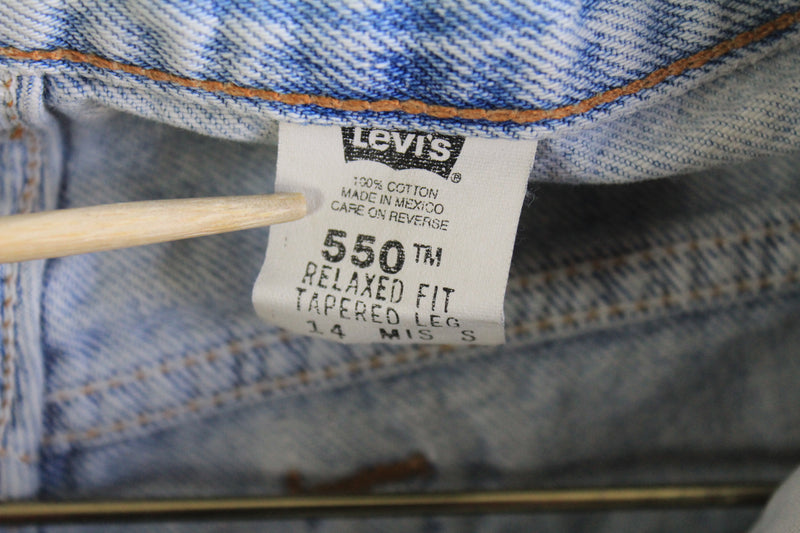 Levi's®
100% COTTON
MADE IN MEXICO
CARE ON REVERSE
550™
RELAXED FIT
TAPERED LEG
14 MIS S